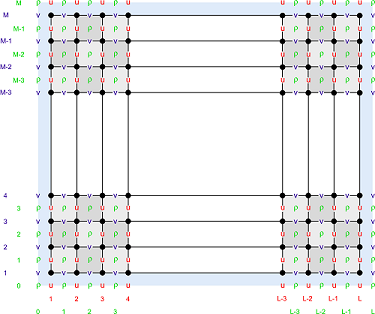 M ρ u ρ u ρ u ρ u u ρ u ρ u ρ u ρ
M v v v v v v v v
M-1 ρ u ρ u ρ u ρ u u ρ u ρ u ρ u ρ
M-1 v v v v v v v v
M-2 ρ u ρ u ρ u ρ u u ρ u ρ u ρ u ρ
M-2 v v v v v v v v
M-3 ρ u ρ u ρ u ρ u u ρ u ρ u ρ u ρ
M-3 v v v v v v v v
4 v v v v v v v v
3 ρ u ρ u ρ u ρ u u ρ u ρ u ρ u ρ
3 v v v v v v v v
2 ρ u ρ u ρ u ρ u u ρ u ρ u ρ u ρ
2 v v v v v v v v
1 ρ u ρ u ρ u ρ u u ρ u ρ u ρ u ρ
1 v v v v v v v v
0 ρ u ρ u ρ u ρ u u ρ u ρ u ρ u ρ
1 2 3 4 L-3 L-2 L-1 L
0 1 2 3 L-3 L-2 L-1 L